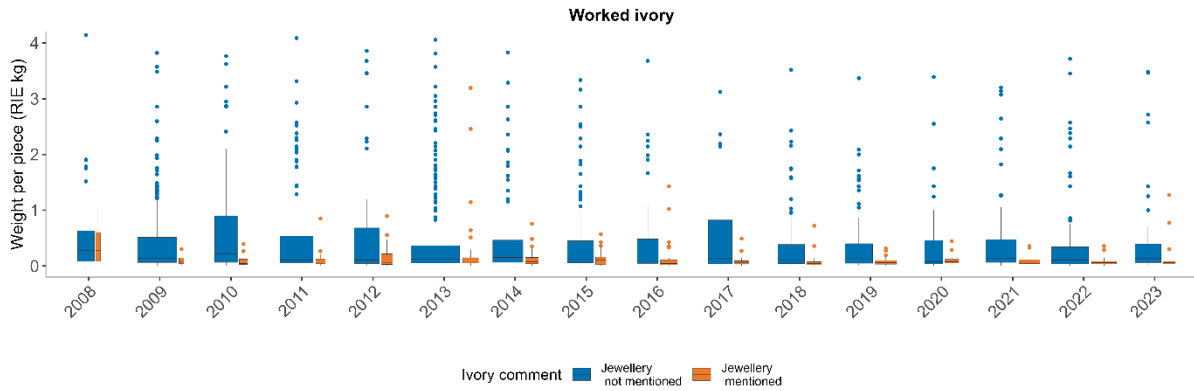 Worked ivory
Weight per piece (RIE kg)
4
3
2
1
0
2008 2009 2010 2011 2012 2013 2014 2015 2016 2017 2018 2019 2020 2021 2022 2023
Ivory comment
Jewellery
not mentioned
Jewellery
mentioned